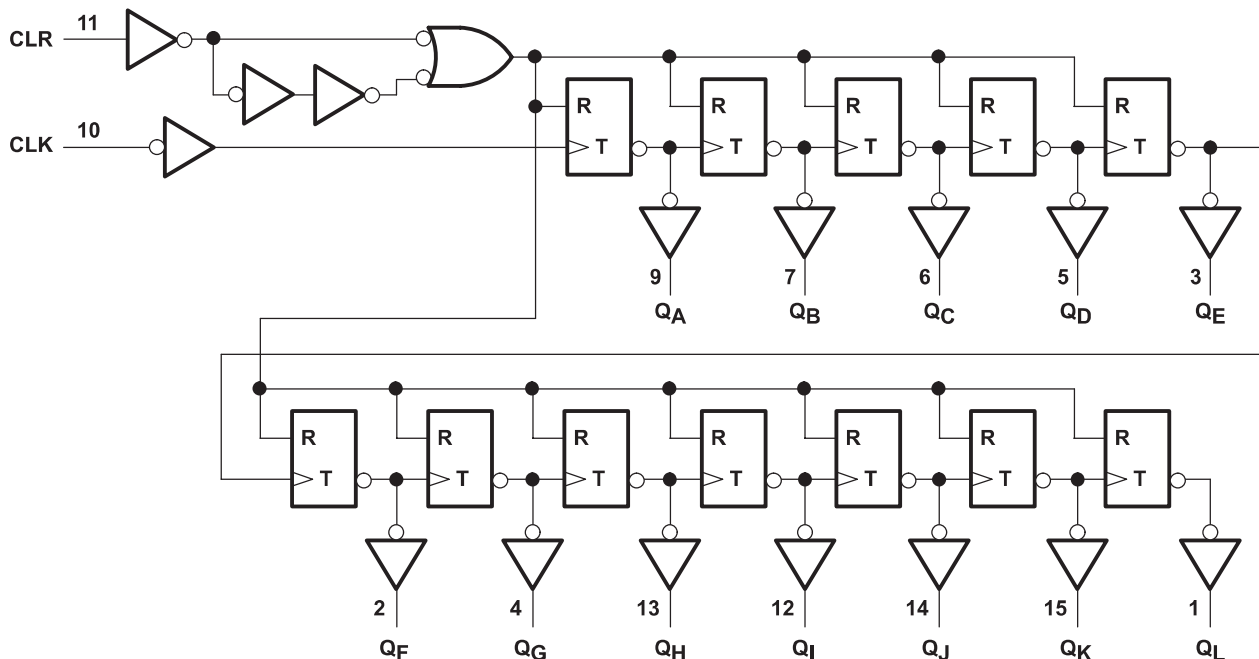 CLR 11
CLK 10
R R R R R
T T T T T
9 7 6 5 3
QA QB QC QD QE
R R R R R R R
T T T T T T T
2 4 13 12 14 15 1
QF QG QH QI QJ QK QL